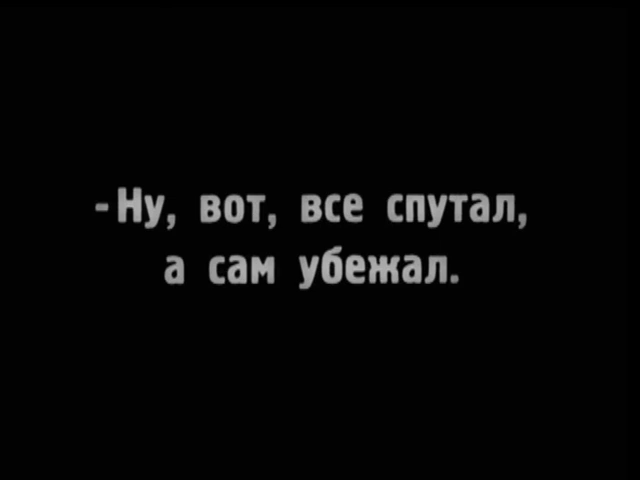 -Ну, вот, все спутал,
а сам убежал.